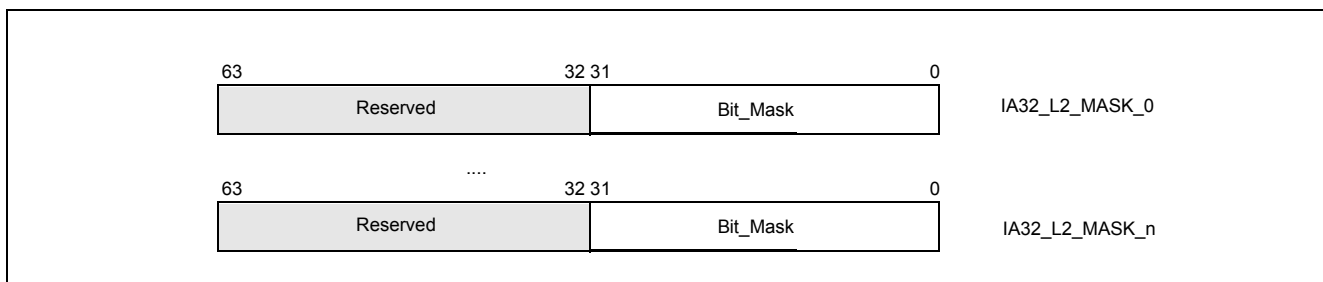 63 32 31 0
Reserved Bit_Mask IA32_L2_MASK_0
....
63 32 31 0
Reserved Bit_Mask IA32_L2_MASK_n